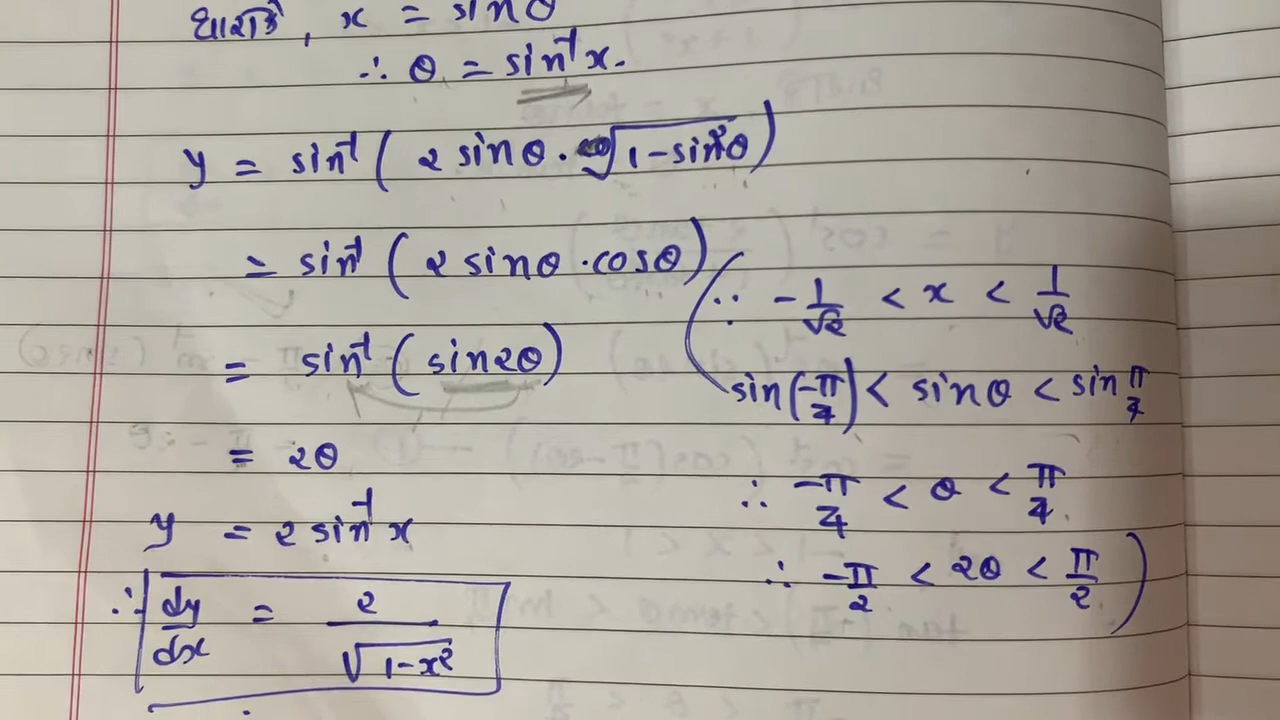 ધારો કે, x = sinθ
∴ θ = sin⁻¹x.
y = sin⁻¹( 2 sinθ · √(1-sin²θ) )
= sin⁻¹( 2 sinθ · cosθ )
= sin⁻¹( sin2θ )
= 2θ
y = 2 sin⁻¹x
∴ dy/dx = 2/√(1-x²)
( ∵ -1/√2 < x < 1/√2
sin(-π/4) < sinθ < sin π/4
∴ -π/4 < θ < π/4
∴ -π/2 < 2θ < π/2 )